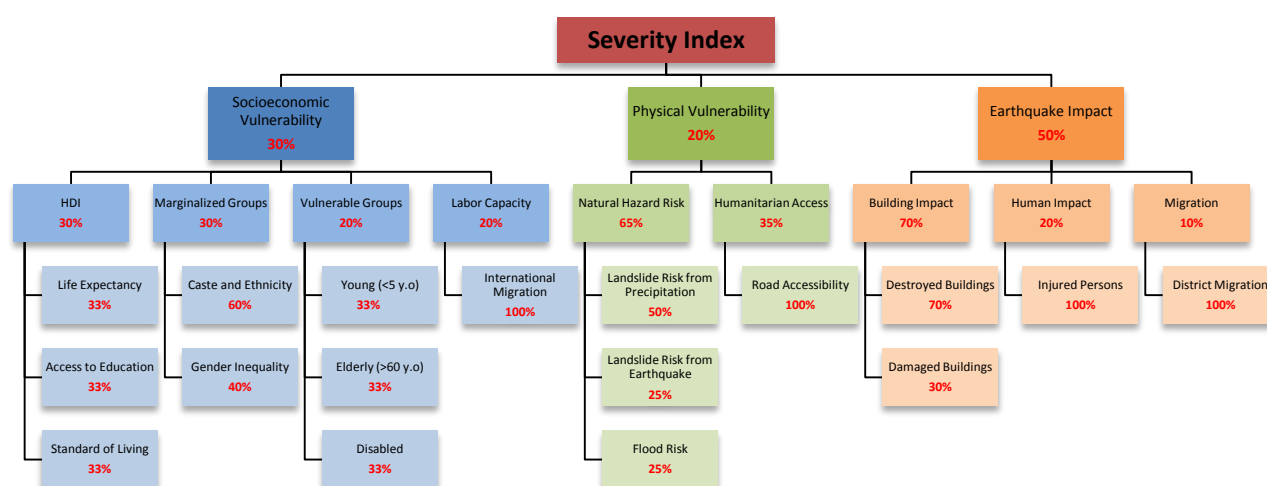 Severity Index
Socioeconomic
Vulnerability
30%
Physical Vulnerability
20%
Earthquake Impact
50%
HDI
30%
Marginalized Groups
30%
Vulnerable Groups
20%
Labor Capacity
20%
Natural Hazard Risk
65%
Humanitarian Access
35%
Building Impact
70%
Human Impact
20%
Migration
10%
Life Expectancy
33%
Caste and Ethnicity
60%
Young (<5 y.o)
33%
International
Migration
100%
Landslide Risk from
Precipitation
50%
Road Accessibility
100%
Destroyed Buildings
70%
Injured Persons
100%
District Migration
100%
Access to Education
33%
Gender Inequality
40%
Elderly (>60 y.o)
33%
Landslide Risk from
Earthquake
25%
Damaged Buildings
30%
Standard of Living
33%
Disabled
33%
Flood Risk
25%